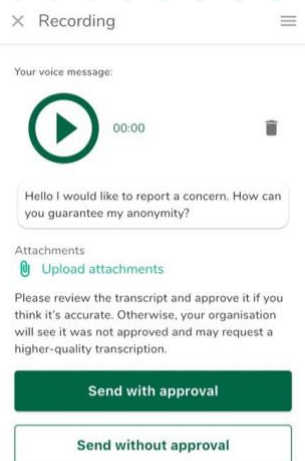 Recording
Your voice message:
00:00
Hello I would like to report a concern. How can
you guarantee my anonymity?
Attachments
Upload attachments
Please review the transcript and approve it if you
think it's accurate. Otherwise, your organisation
will see it was not approved and may request a
higher-quality transcription.
Send with approval
Send without approval